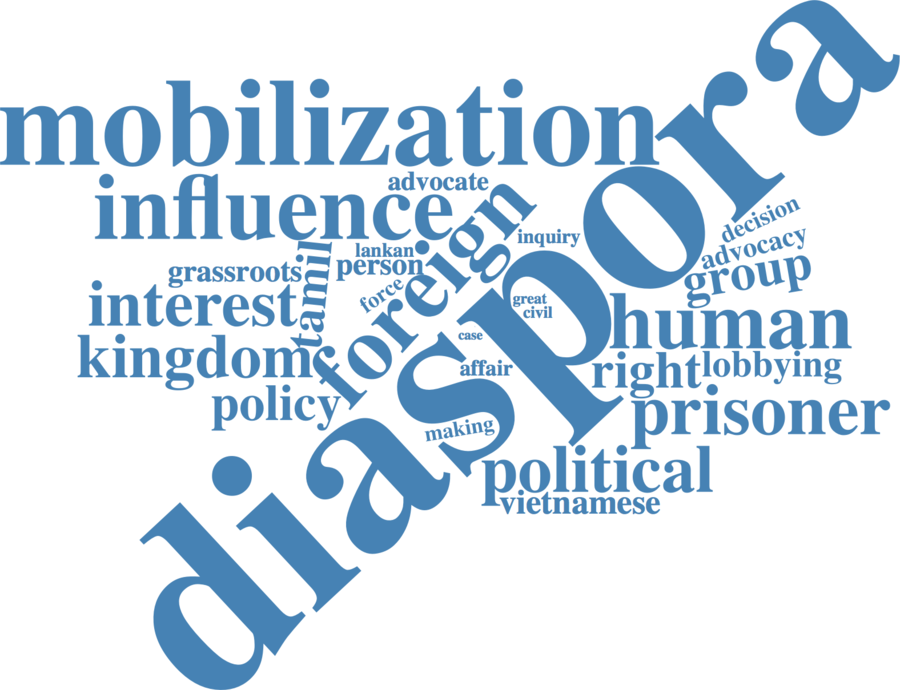 diaspora
mobilization
advocate
influence
foreign
inquiry
decision
lankan
advocacy
grassroots
tamil
person
group
force
interest
great
civil
human
case
kingdom
affair
right
lobbying
policy
making
prisoner
political
vietnamese